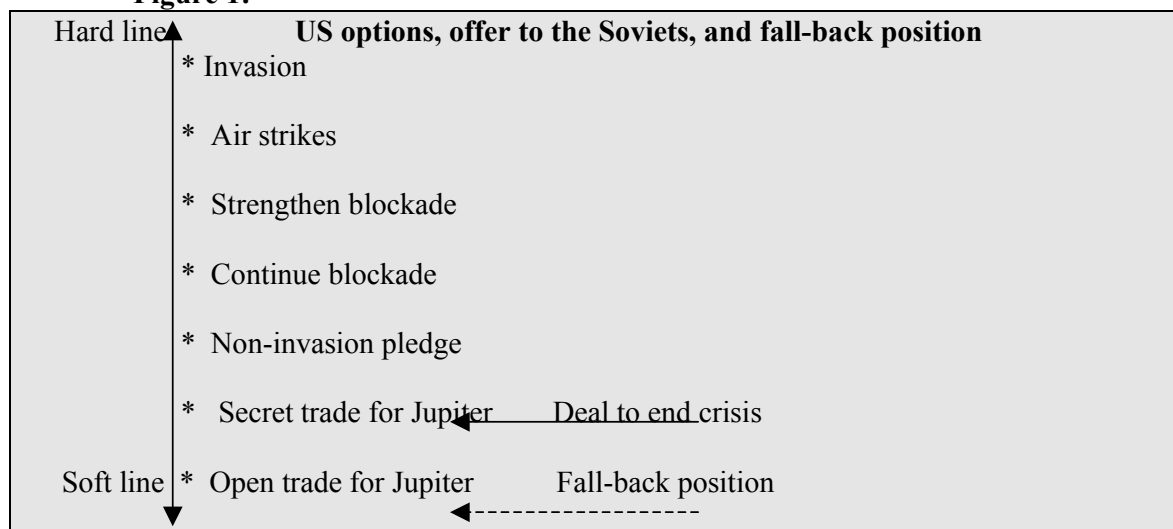 Figure 1:
Hard line US options, offer to the Soviets, and fall-back position
* Invasion
* Air strikes
* Strengthen blockade
* Continue blockade
* Non-invasion pledge
* Secret trade for Jupiter Deal to end crisis
Soft line * Open trade for Jupiter Fall-back position